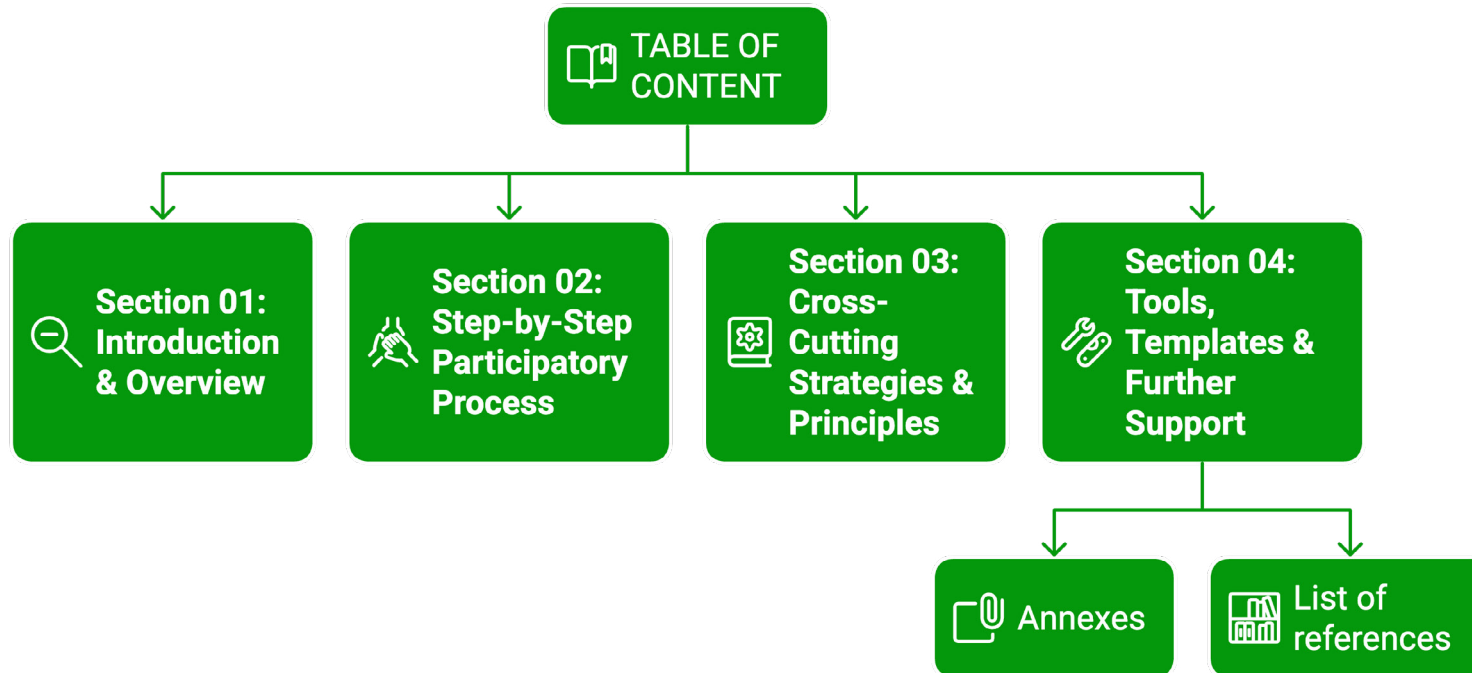 TABLE OF
CONTENT
Section 01:
Introduction
& Overview
Section 02:
Step-by-Step
Participatory
Process
Section 03:
Cross-
Cutting
Strategies &
Principles
Section 04:
Tools,
Templates &
Further
Support
Annexes
List of
references